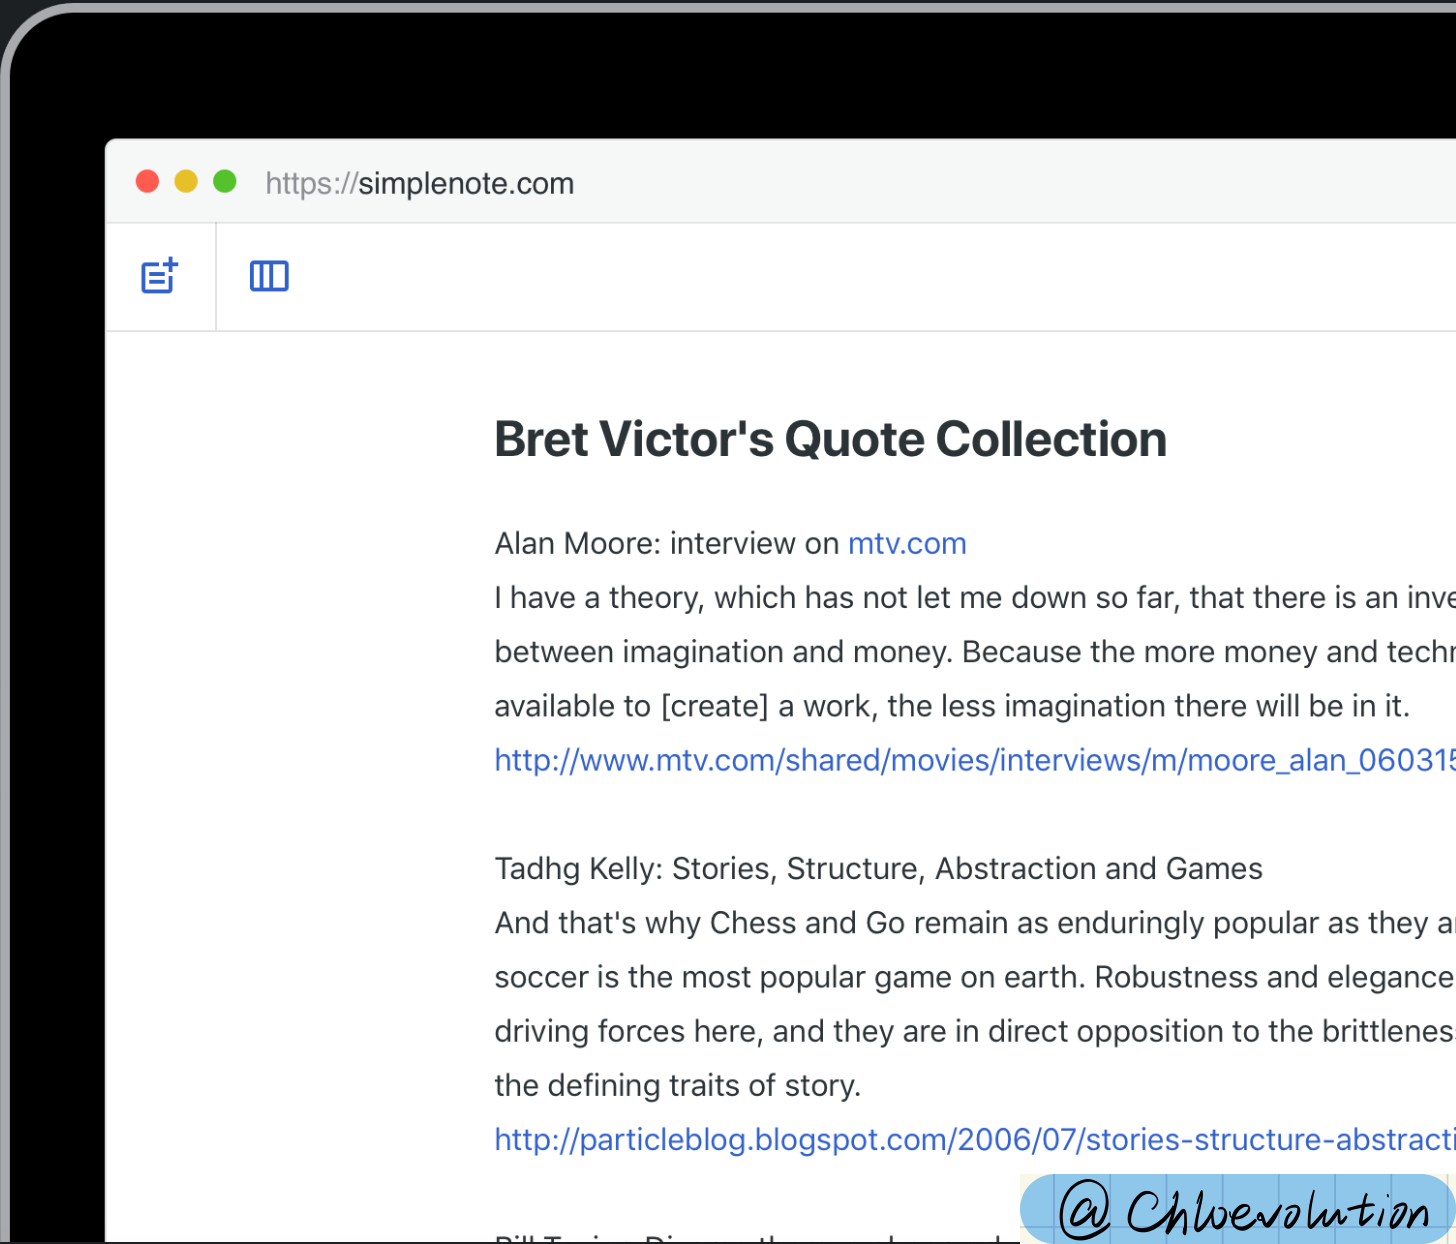 https://simplenote.com
Bret Victor's Quote Collection
Alan Moore: interview on mtv.com
I have a theory, which has not let me down so far, that there is an
between imagination and money. Because the more money and
available to [create] a work, the less imagination there will be in it.
http://www.mtv.com/shared/movies/interviews/m/moore_alan_060315
Tadhg Kelly: Stories, Structure, Abstraction and Games
And that's why Chess and Go remain as enduringly popular as they
soccer is the most popular game on earth. Robustness and elegance
driving forces here, and they are in direct opposition to the
the defining traits of story.
http://particleblog.blogspot.com/2006/07/stories-structure-abstracti
@Chloevolution